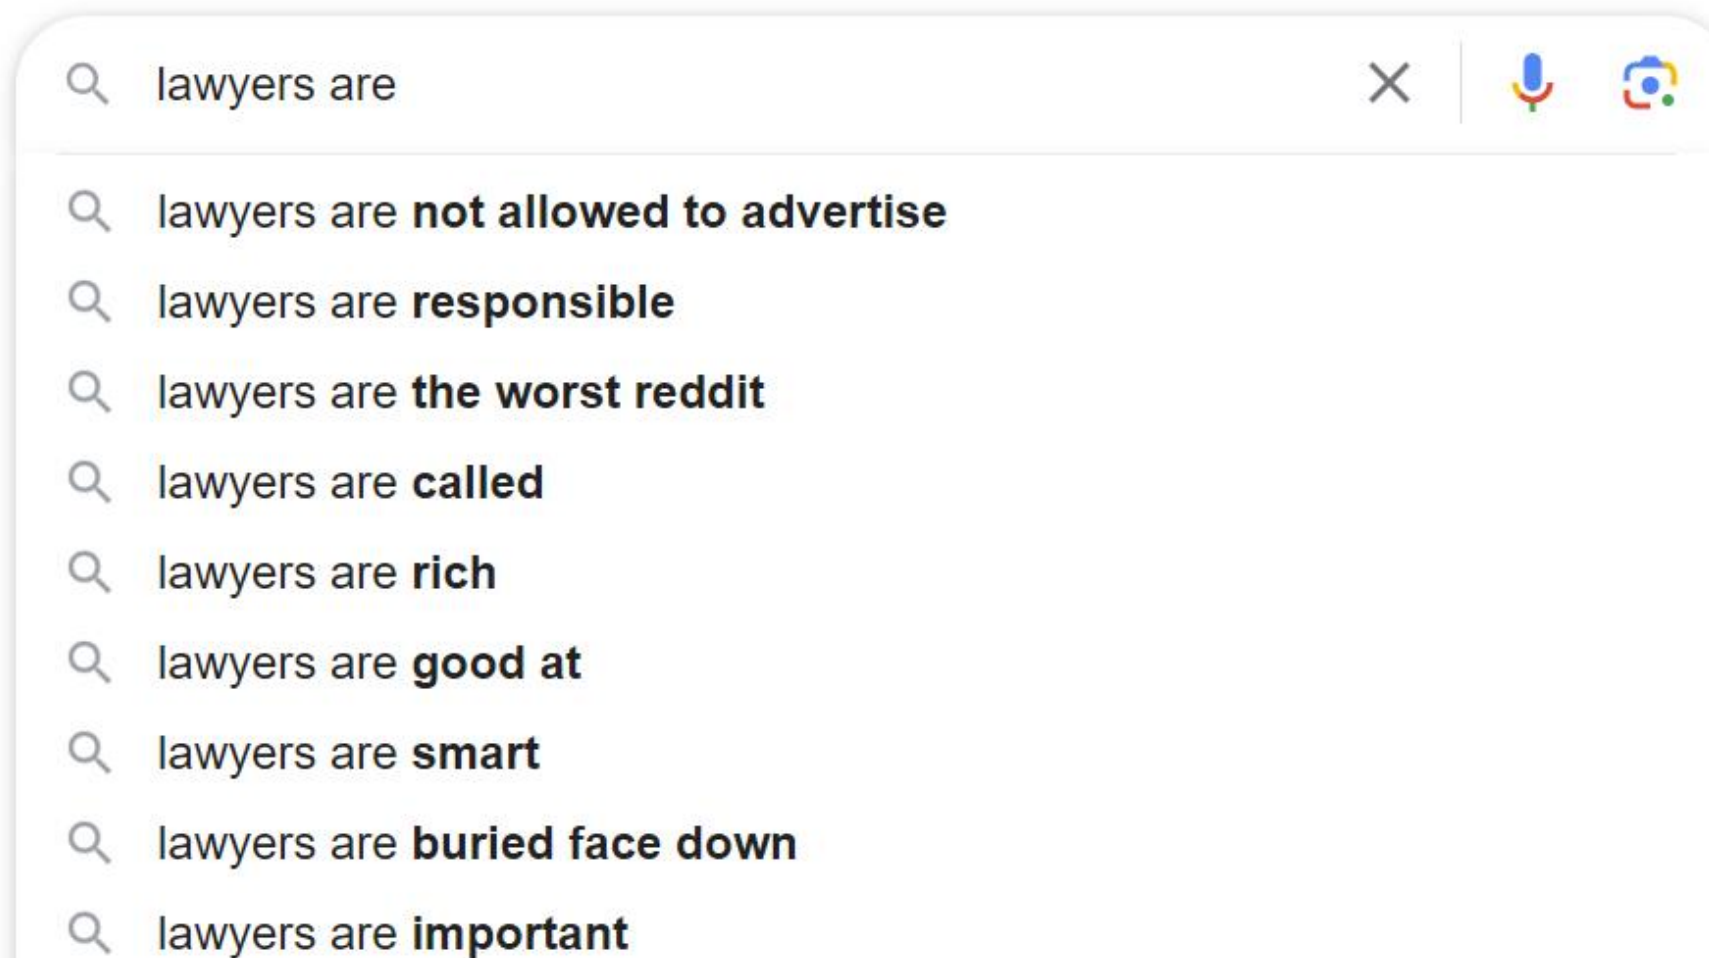 lawyers are
lawyers are not allowed to advertise
lawyers are responsible
lawyers are the worst reddit
lawyers are called
lawyers are rich
lawyers are good at
lawyers are smart
lawyers are buried face down
lawyers are important